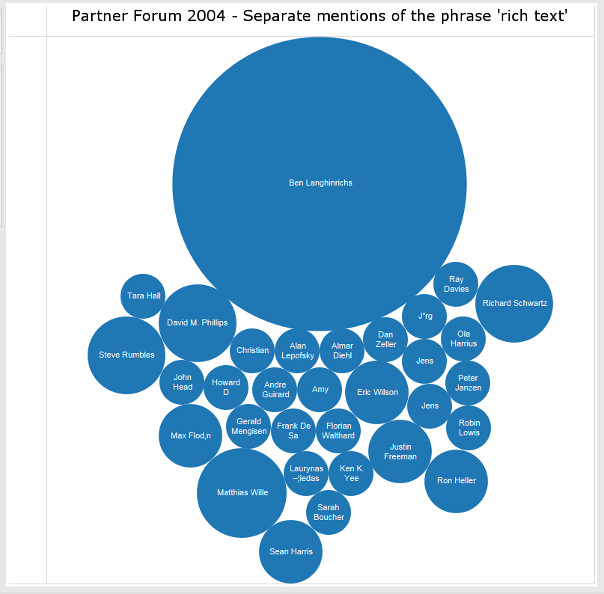 Partner Forum 2004 - Separate mentions of the phrase 'rich text'
Ben Langhinrichs
Ray
Davies
Tara Hall
Richard Schwartz
J"rg
David M. Phillips
Dan
Zeller
Ola
Harrius
Christian
Alan
Lepofsky
Almar
Diehl
Steve Rumbles
Jens
John
Head
Howard
D
Andre
Guirard
Amy
Eric Wilson
Peter
Janzen
Jens
Gerald
Mengisen
Frank De
Sa
Florian
Walthard
Robin
Lowis
Max Flod,n
Justin
Freeman
Laurynas
Ken K.
Yee
Ron Heller
Matthias Wille
Sarah
Boucher
Sean Harris